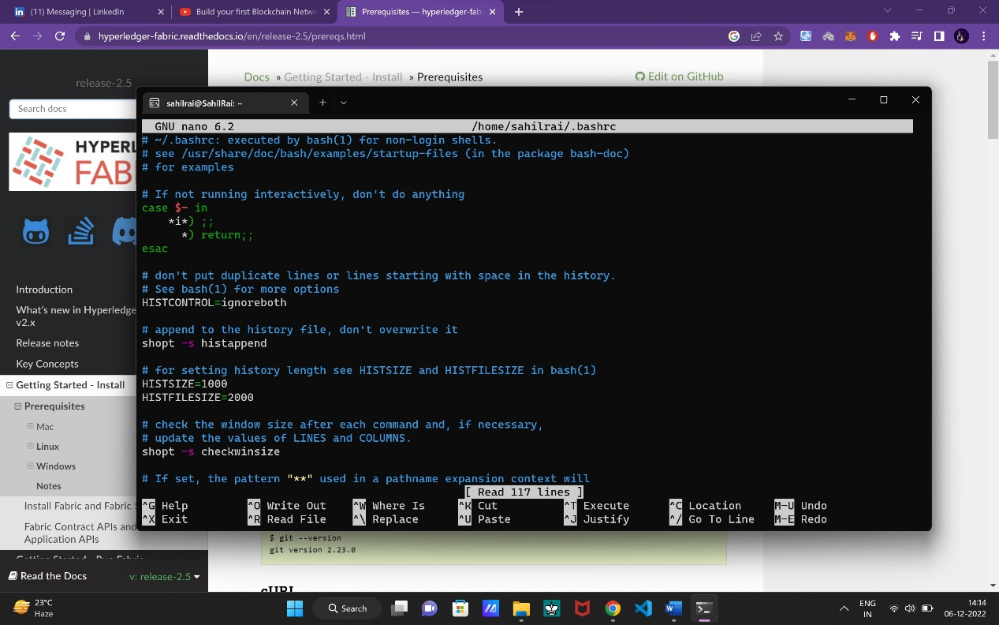 (11) Messaging | LinkedIn
Build your first Blockchain Netwo
Prerequisites — hyperledger-fab
hyperledger-fabric.readthedocs.io/en/release-2.5/prereqs.html
release-2.5
Search docs
HYPERL
FAB
Introduction
What's new in Hyperledge
v2.x
Release notes
Key Concepts
Getting Started - Install
Prerequisites
Mac
Linux
Windows
Notes
Install Fabric and Fabric
Fabric Contract APIs and
Application APIs
Getting Started - Run Fabric
Read the Docs v: release-2.5
Docs » Getting Started - Install » Prerequisites
Edit on GitHub
sahilrai@SahilRai: ~
GNU nano 6.2 /home/sahilrai/.bashrc
# ~/.bashrc: executed by bash(1) for non-login shells.
# see /usr/share/doc/bash/examples/startup-files (in the package bash-doc)
# for examples
# If not running interactively, don't do anything
case $- in
*i*) ;;
*) return;;
esac
# don't put duplicate lines or lines starting with space in the history.
# See bash(1) for more options
HISTCONTROL=ignoreboth
# append to the history file, don't overwrite it
shopt -s histappend
# for setting history length see HISTSIZE and HISTFILESIZE in bash(1)
HISTSIZE=1000
HISTFILESIZE=2000
# check the window size after each command and, if necessary,
# update the values of LINES and COLUMNS.
shopt -s checkwinsize
# If set, the pattern "**" used in a pathname expansion context will
[ Read 117 lines ]
^G Help ^O Write Out ^W Where Is ^K Cut ^T Execute ^C Location M-U Undo
^X Exit ^R Read File ^\ Replace ^U Paste ^J Justify ^/ Go To Line M-E Redo
$ git --version
git version 2.23.0
cURL
23°C
Haze
Search
ENG
IN
14:14
06-12-2022